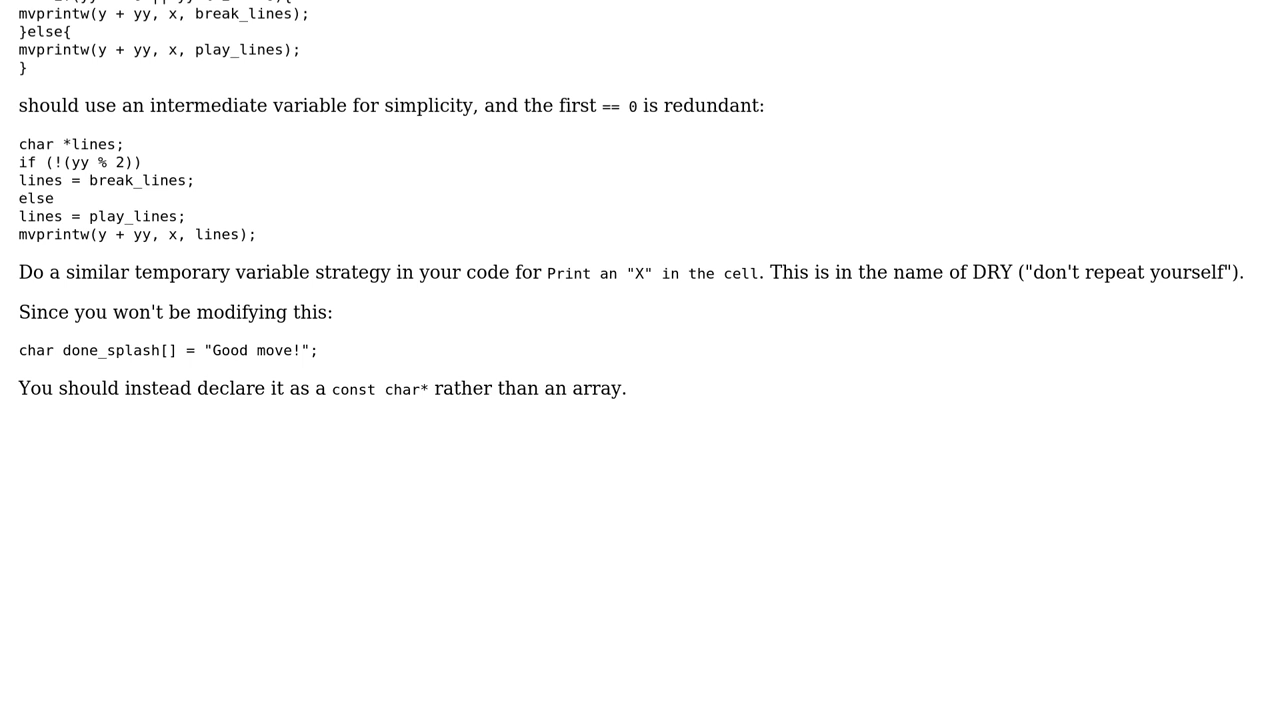 mvprintw(y + yy, x, break_lines);
}else{
mvprintw(y + yy, x, play_lines);
}
should use an intermediate variable for simplicity, and the first == 0 is redundant:
char *lines;
if (!(yy % 2))
lines = break_lines;
else
lines = play_lines;
mvprintw(y + yy, x, lines);
Do a similar temporary variable strategy in your code for Print an "X" in the cell. This is in the name of DRY ("don't repeat yourself").
Since you won't be modifying this:
char done_splash[] = "Good move!";
You should instead declare it as a const char* rather than an array.